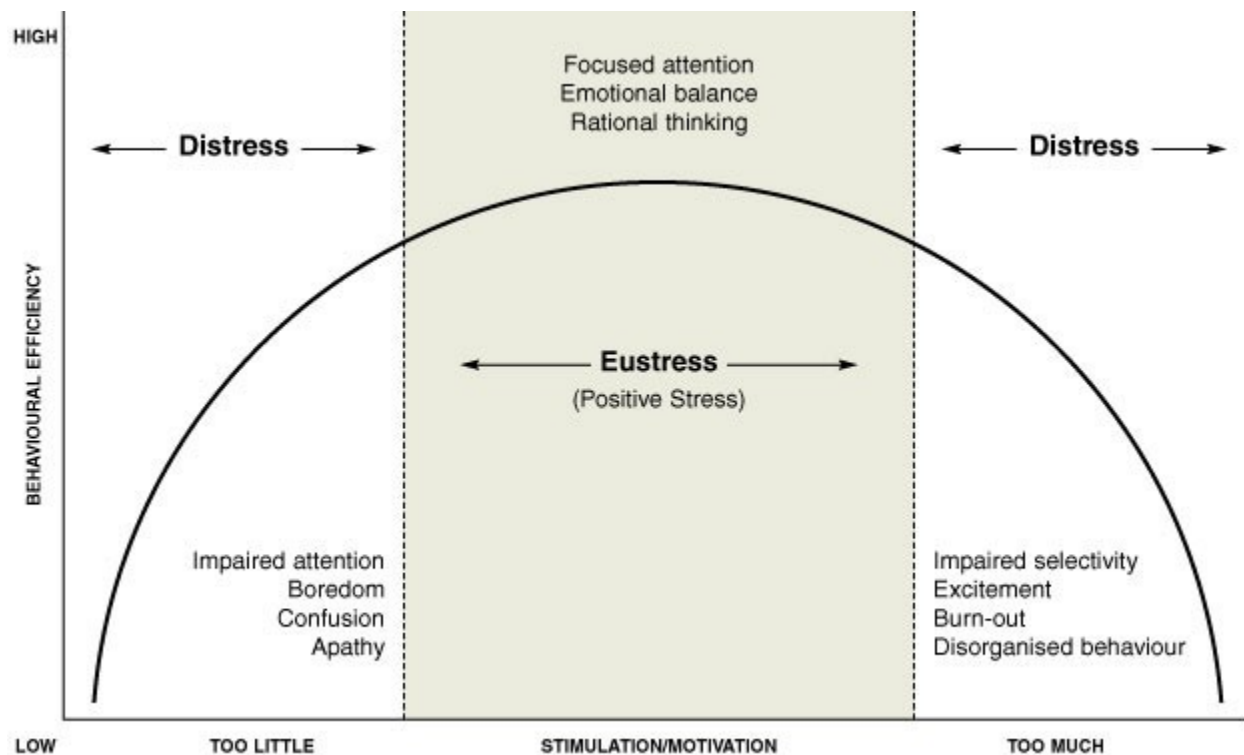 HIGH
Focused attention
Emotional balance
Rational thinking
Distress
Distress
BEHAVIOURAL EFFICIENCY
Eustress
(Positive Stress)
Impaired attention
Boredom
Confusion
Apathy
Impaired selectivity
Excitement
Burn-out
Disorganised behaviour
LOW
TOO LITTLE
STIMULATION/MOTIVATION
TOO MUCH